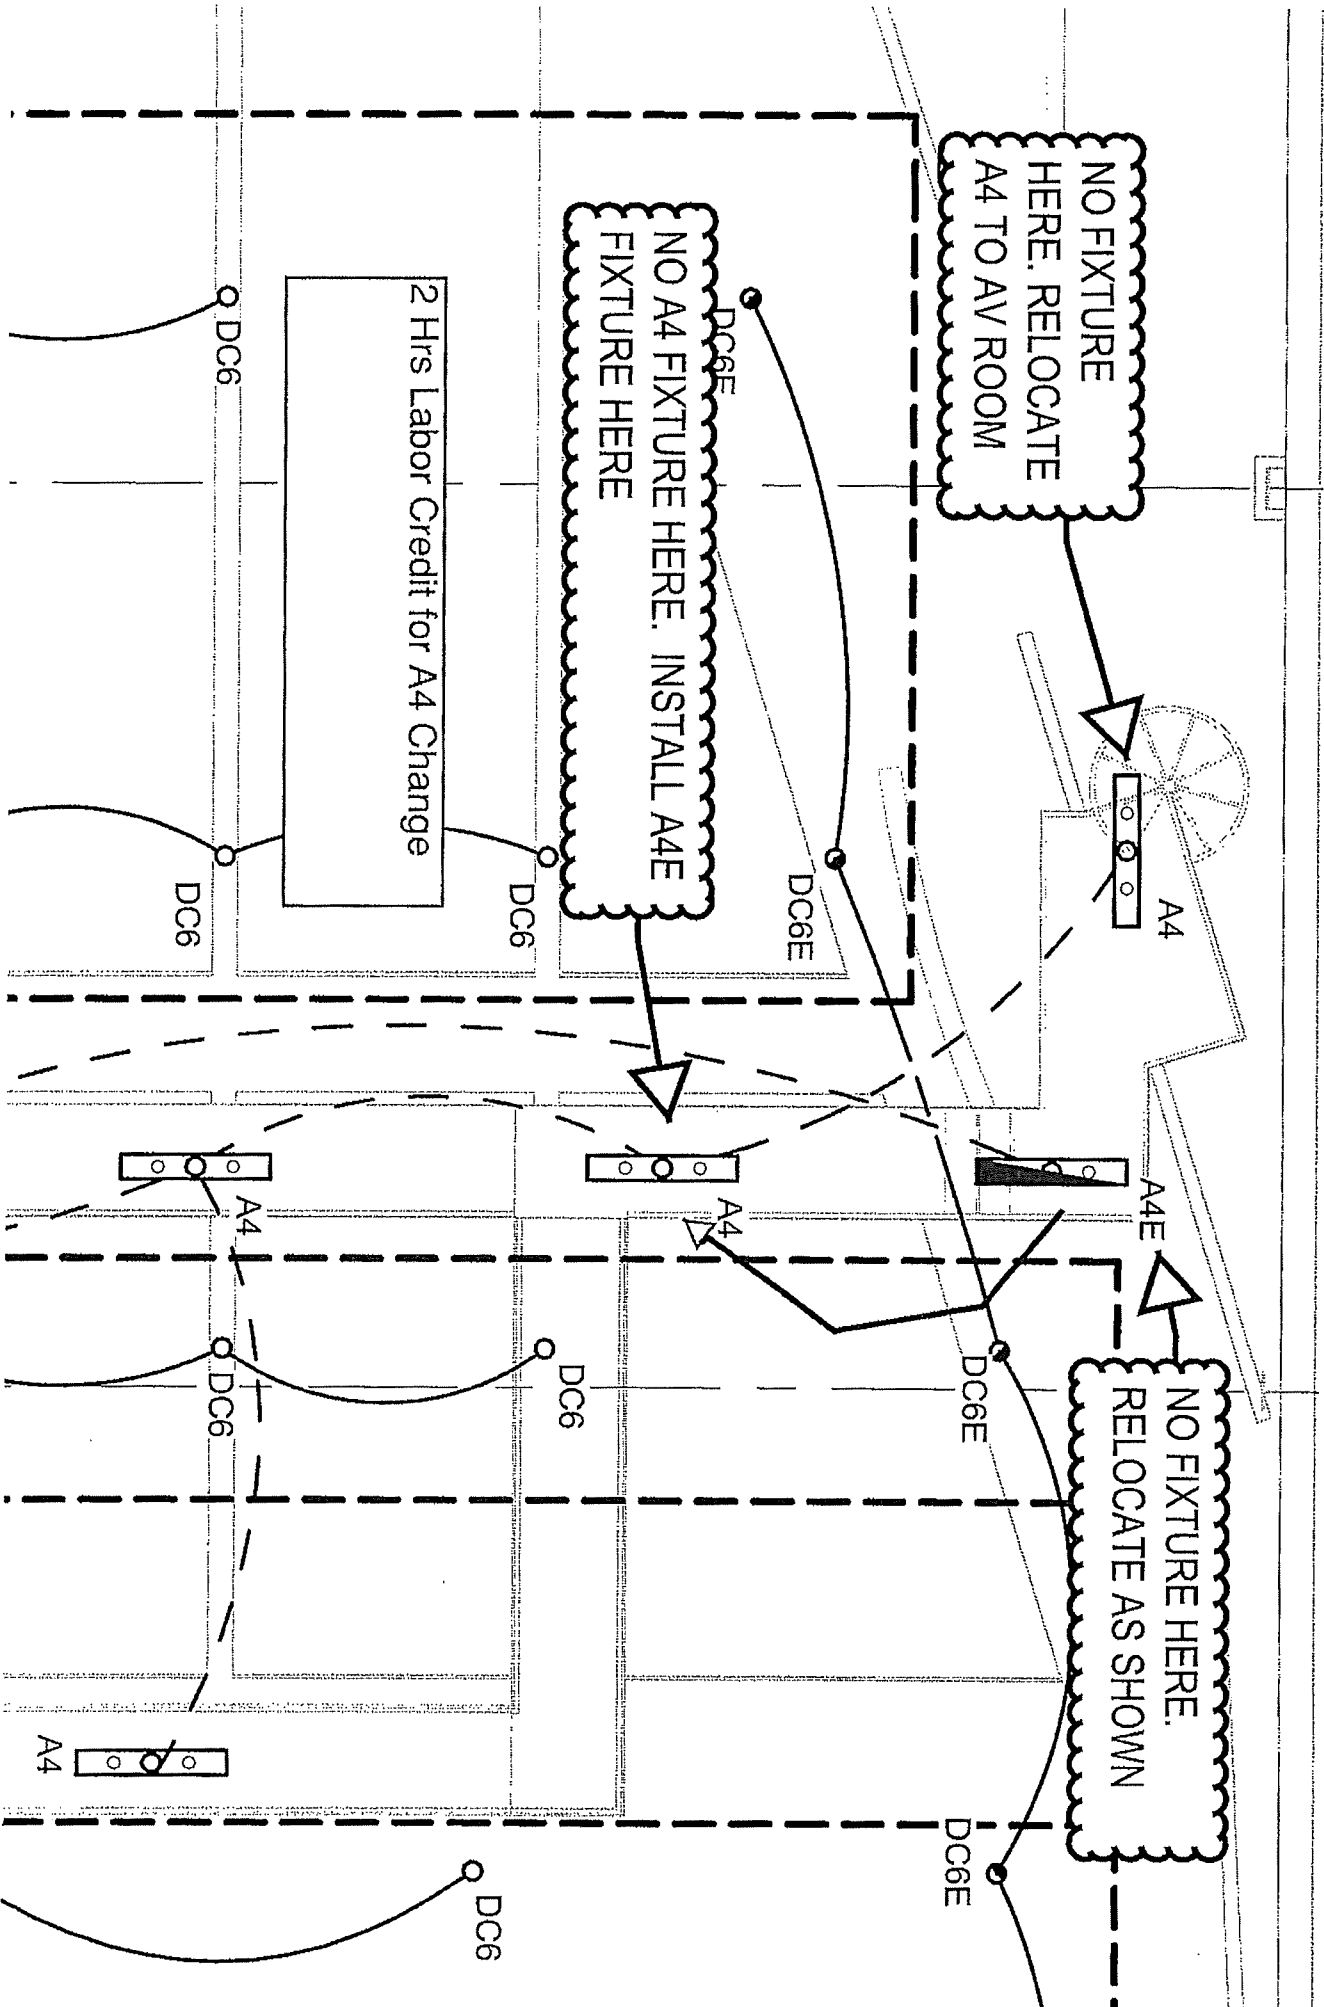 NO FIXTURE
HERE. RELOCATE
A4 TO AV ROOM
A4
NO FIXTURE HERE.
RELOCATE AS SHOWN
A4E
DC6E
NO A4 FIXTURE HERE. INSTALL A4E
FIXTURE HERE
DC6E
A4
DC6E
DC6E
2 Hrs Labor Credit for A4 Change
DC6
DC6
DC6
DC6
DC6
A4
DC6
DC6
A4